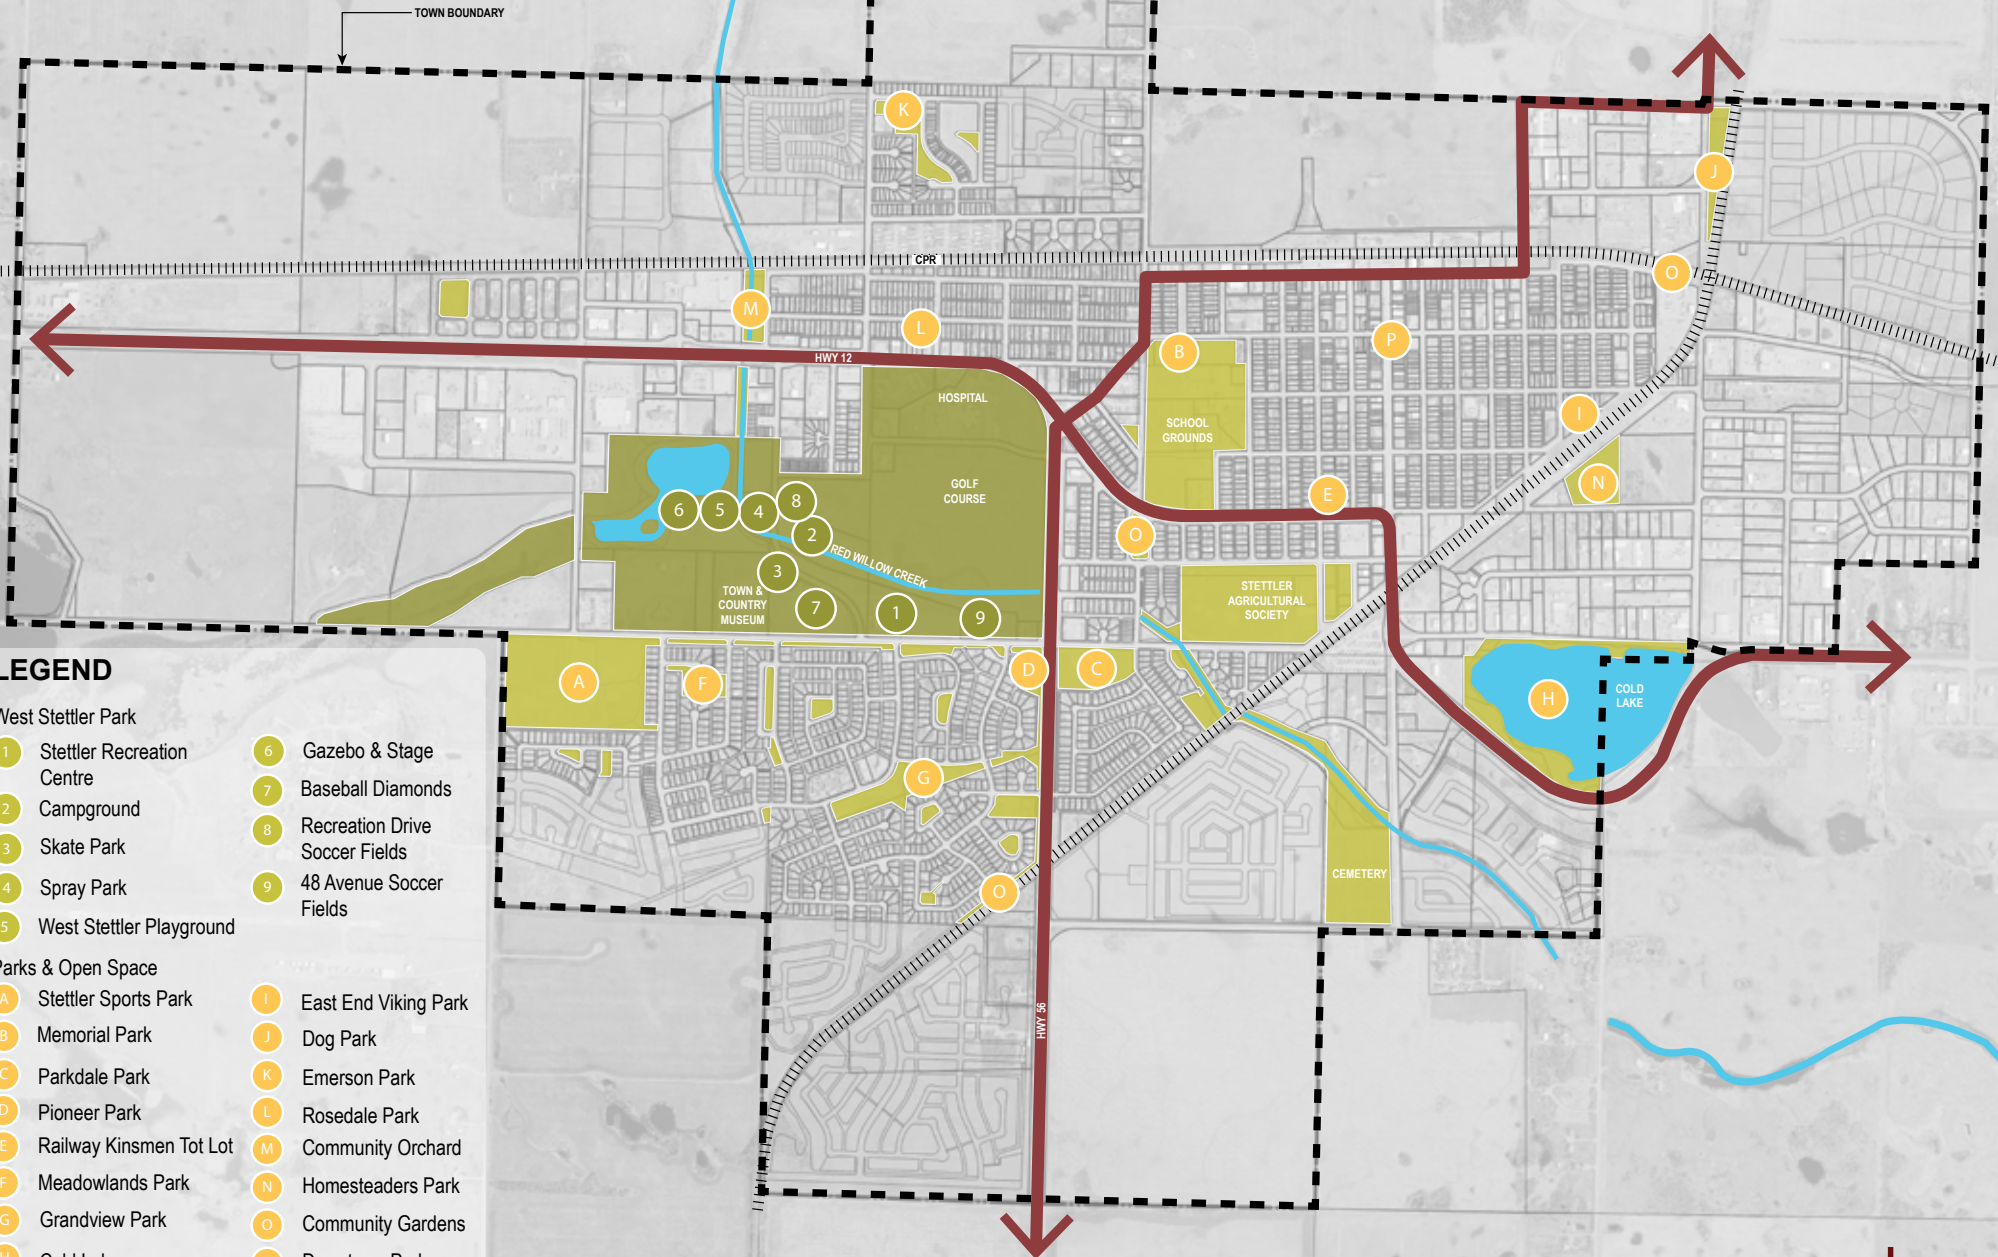 TOWN BOUNDARY
K
J
CPR
O
M
L
B
P
HWY 12
HOSPITAL
I
SCHOOL
GROUNDS
GOLF
COURSE
N
E
6
5
4
8
2
O
RED WILLOW CREEK
3
STETTLER
AGRICULTURAL
SOCIETY
TOWN &
COUNTRY
MUSEUM
7
1
9
A
F
D
C
H
COLD
LAKE
G
CEMETERY
O
HWY 56
LEGEND
West Stettler Park
1 Stettler Recreation
Centre
2 Campground
3 Skate Park
4 Spray Park
5 West Stettler Playground
6 Gazebo & Stage
7 Baseball Diamonds
8 Recreation Drive
Soccer Fields
9 48 Avenue Soccer
Fields
Parks & Open Space
A Stettler Sports Park
B Memorial Park
C Parkdale Park
D Pioneer Park
E Railway Kinsmen Tot Lot
F Meadowlands Park
G Grandview Park
H
I East End Viking Park
J Dog Park
K Emerson Park
L Rosedale Park
M Community Orchard
N Homesteaders Park
O Community Gardens